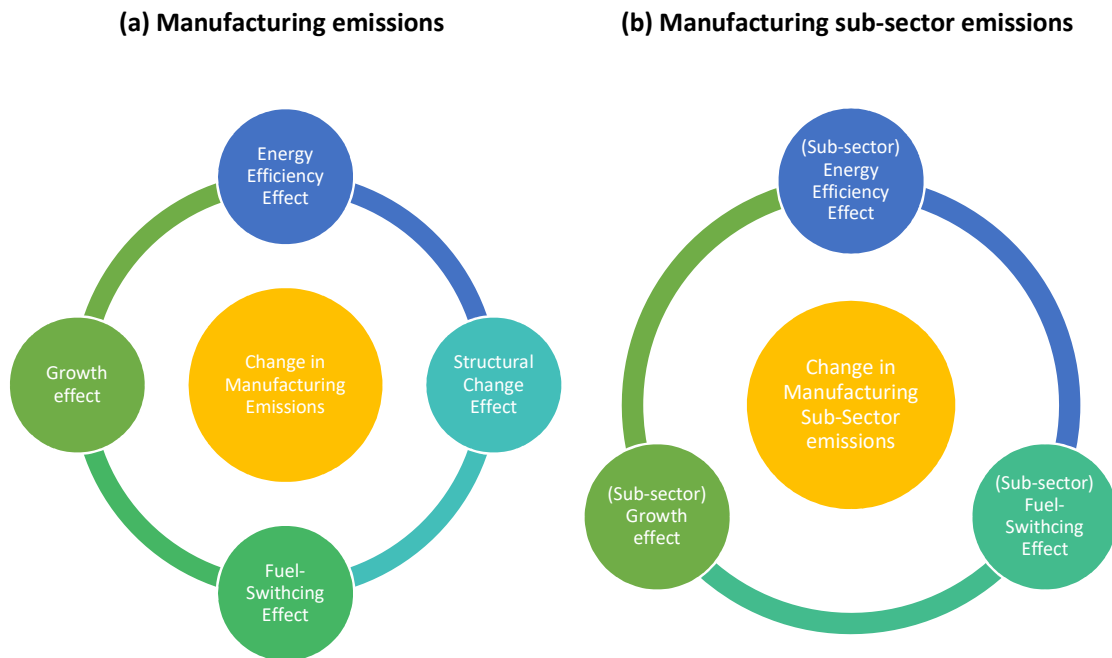 (a) Manufacturing emissions
Energy
Efficiency
Effect
Growth
effect
Change in
Manufacturing
Emissions
Structural
Change
Effect
Fuel-
Swithcing
Effect
(b) Manufacturing sub-sector emissions
(Sub-sector)
Energy
Efficiency
Effect
Change in
Manufacturing
Sub-Sector
emissions
(Sub-sector)
Growth
effect
(Sub-sector)
Fuel-
Swithcing
Effect